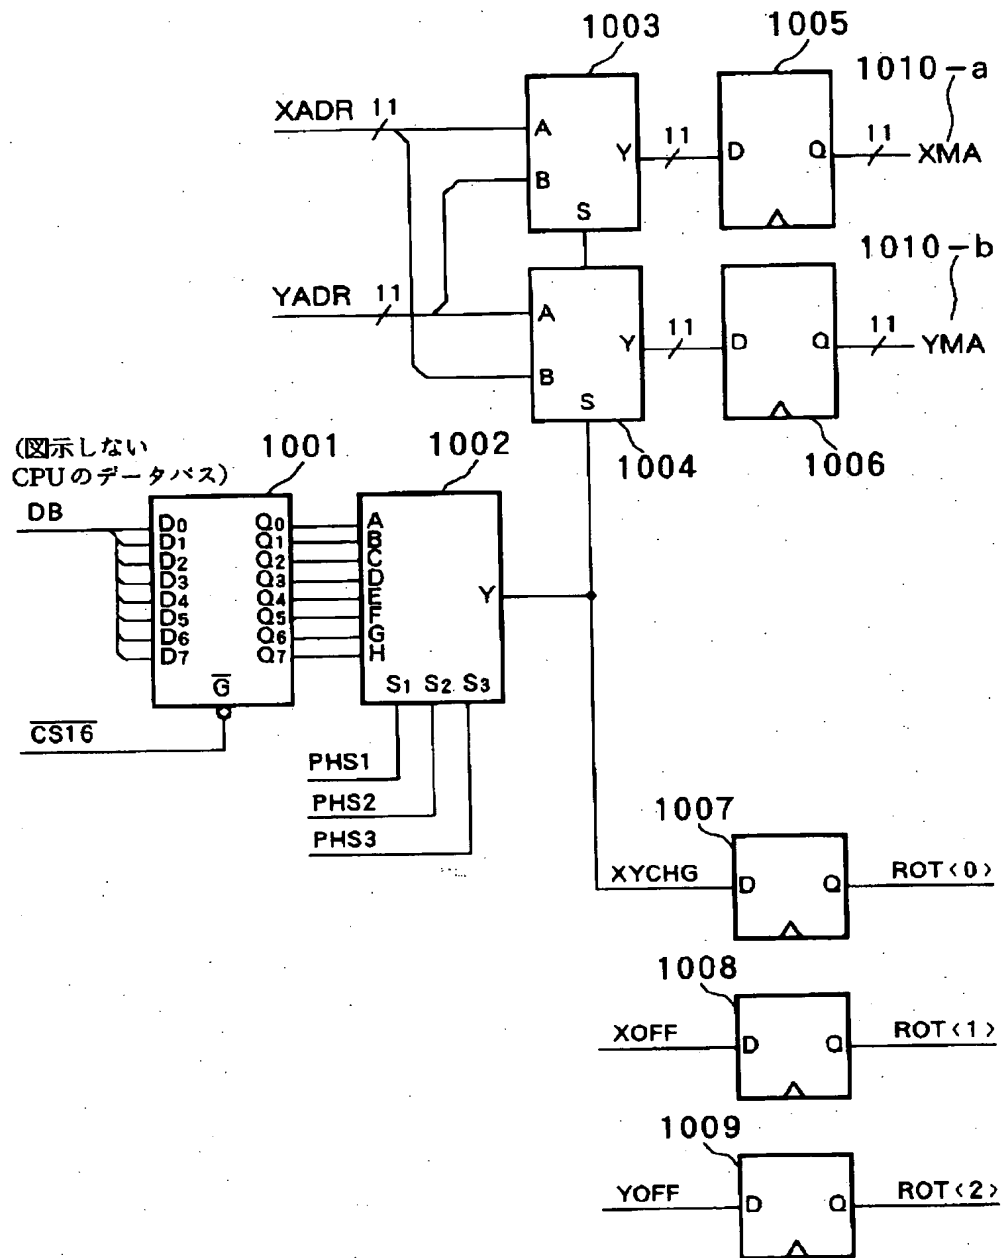 1003
1005
1010-a
XADR 11
A
B
Y
S
11
D
Q
11
XMA
1010-b
YADR 11
A
B
Y
S
11
D
Q
11
YMA
1004
1006
(図示しない
CPUのデータバス)
1001
1002
DB
D0
D1
D2
D3
D4
D5
D6
D7
Q0
Q1
Q2
Q3
Q4
Q5
Q6
Q7
G̅
A
B
C
D
E
F
G
H
Y
S1 S2 S3
C̅S̅1̅6̅
PHS1
PHS2
PHS3
1007
XYCHG
D
Q
ROT<0>
1008
XOFF
D
Q
ROT<1>
1009
YOFF
D
Q
ROT<2>